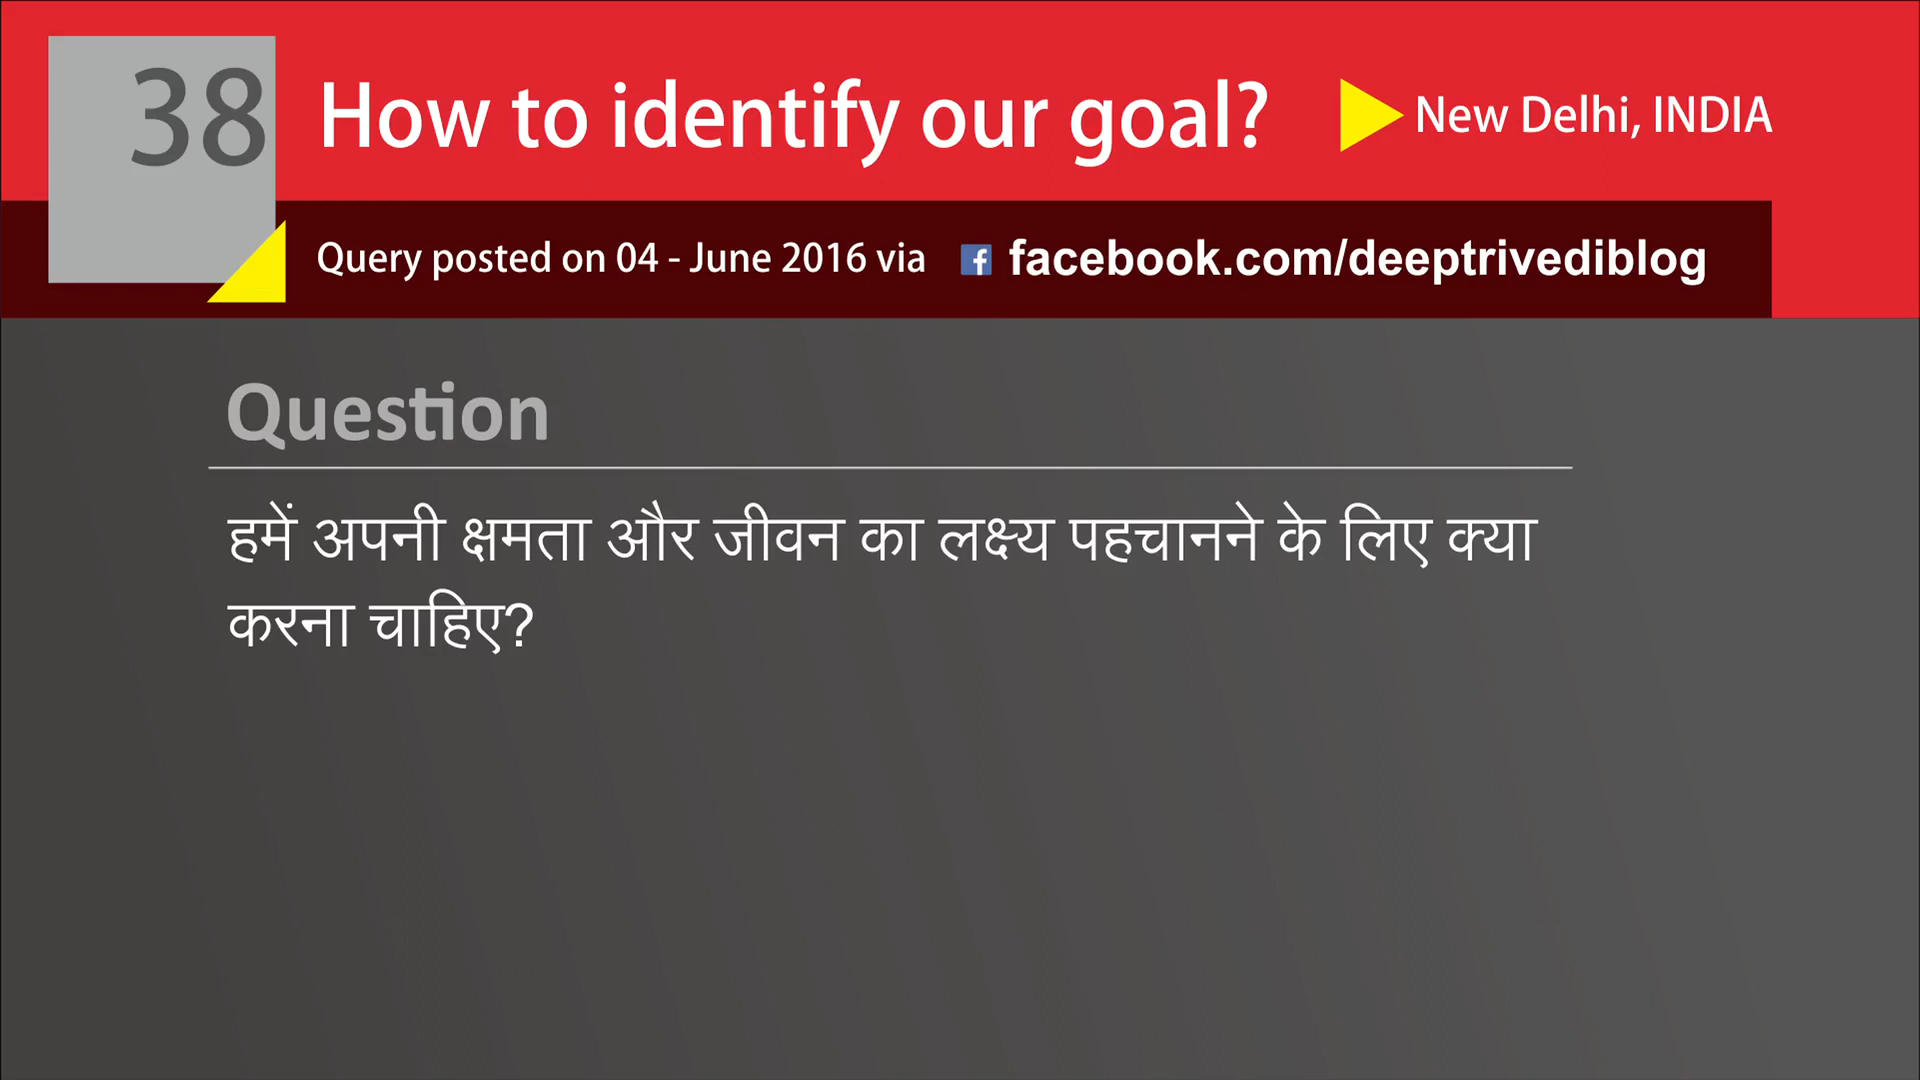 38
How to identify our goal?
New Delhi, INDIA
Query posted on 04 - June 2016 via facebook.com/deeptrivediblog
Question
हमें अपनी क्षमता और जीवन का लक्ष्य पहचानने के लिए क्या
करना चाहिए?